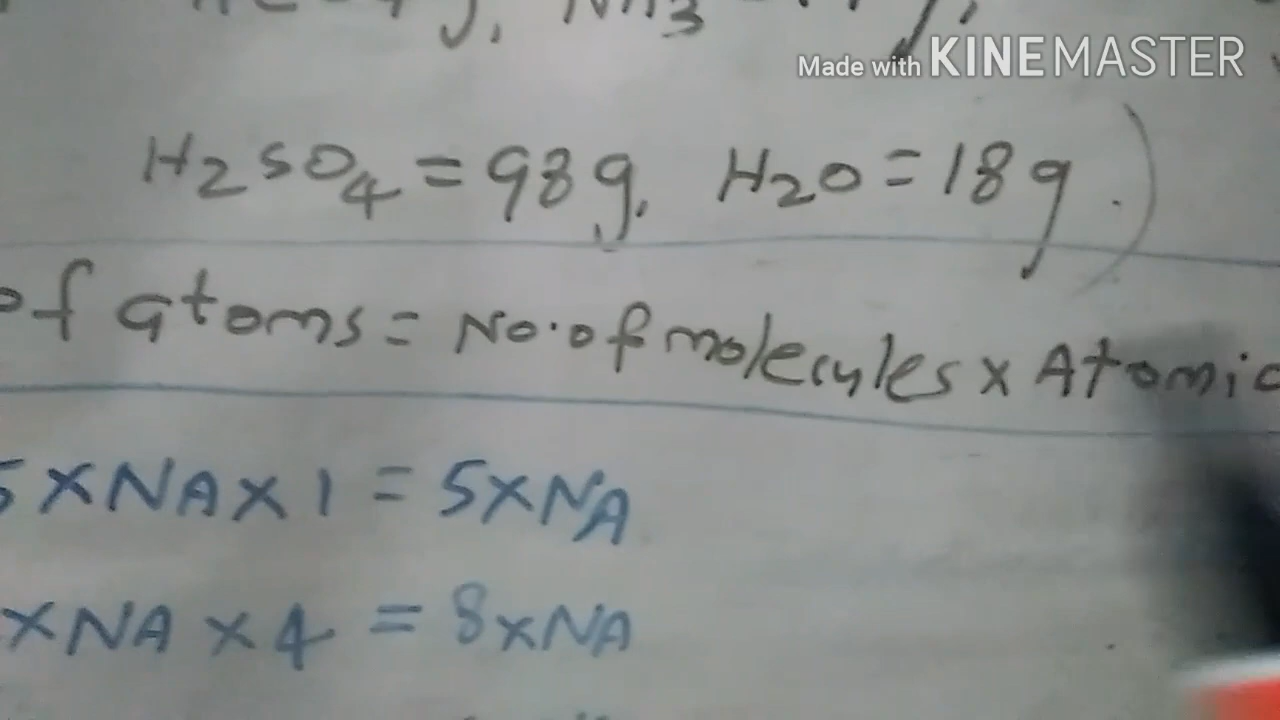 NH3
Made with KINEMASTER
H2SO4 = 98g, H2O = 18g.)
of atoms = No. of molecules x Atomic
5 x NA x 1 = 5 x NA
x NA x 4 = 8 x NA